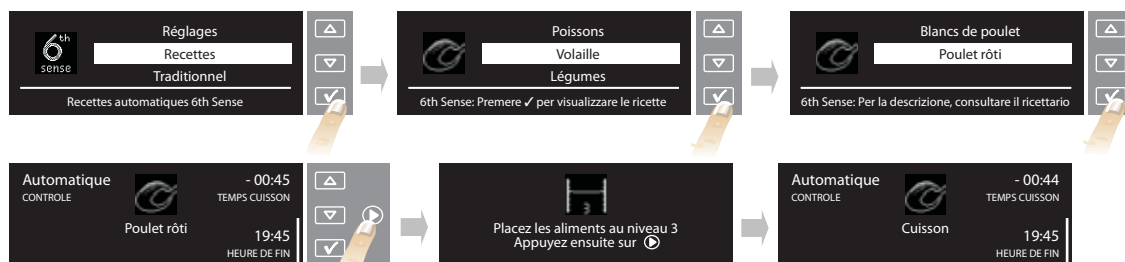 6th
sense
Réglages
Recettes
Traditionnel
Recettes automatiques 6th Sense
Poissons
Volaille
Légumes
6th Sense: Premere ✓ per visualizzare le ricette
Blancs de poulet
Poulet rôti
6th Sense: Per la descrizione, consultare il ricettario
Automatique
CONTROLE
- 00:45
TEMPS CUISSON
Poulet rôti
19:45
HEURE DE FIN
3
Placez les aliments au niveau 3
Appuyez ensuite sur
Automatique
CONTROLE
- 00:44
TEMPS CUISSON
Cuisson
19:45
HEURE DE FIN